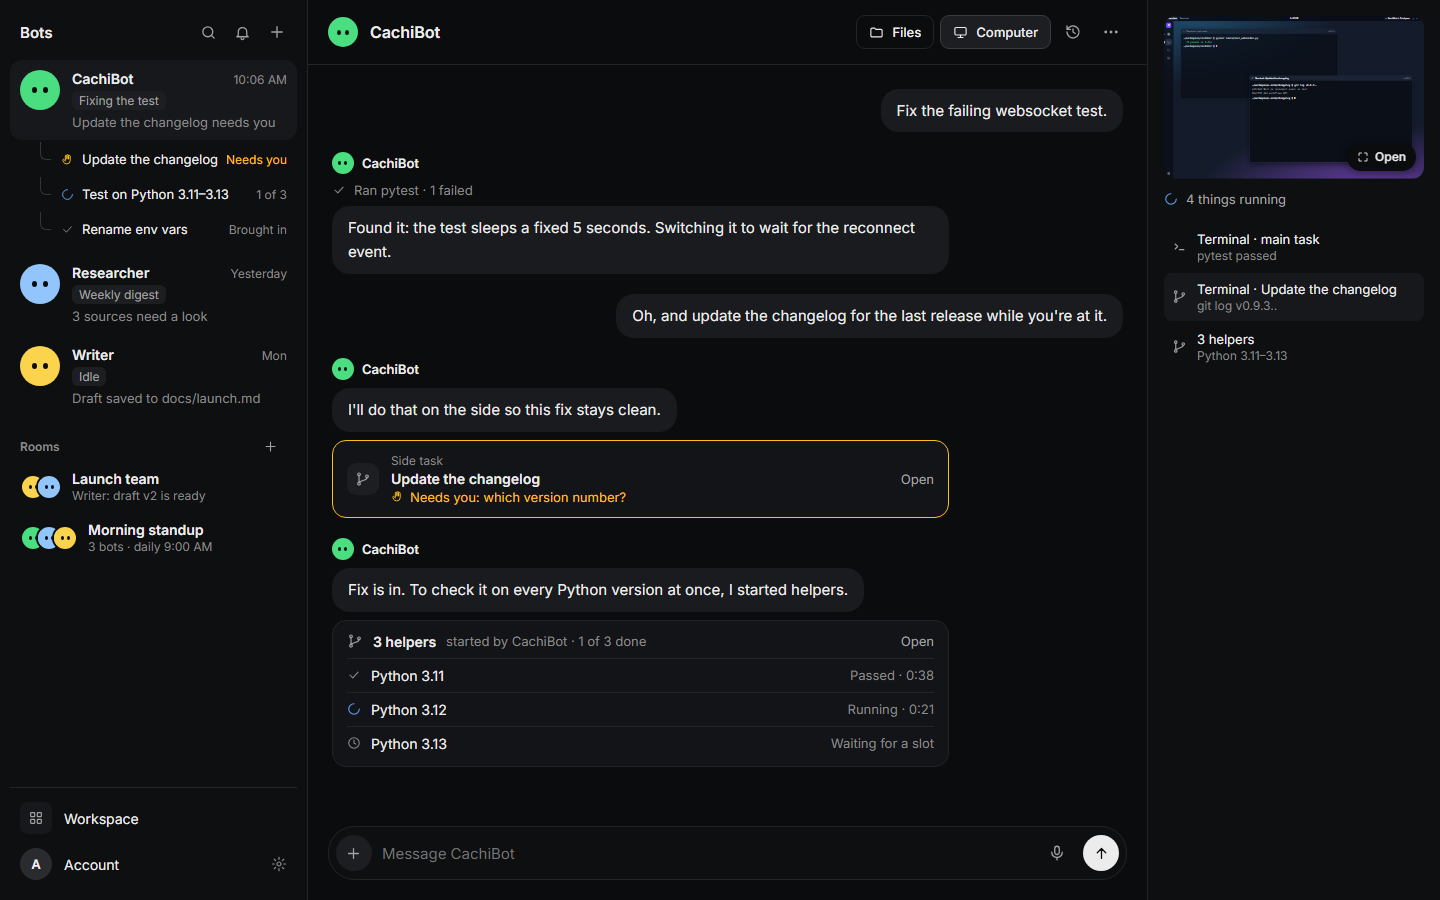 Bots
CachiBot
10:06 AM
Fixing the test
Update the changelog needs you
Update the changelog
Needs you
Test on Python 3.11–3.13
1 of 3
Rename env vars
Brought in
Researcher
Yesterday
Weekly digest
3 sources need a look
Writer
Mon
Idle
Draft saved to docs/launch.md
Rooms
Launch team
Writer: draft v2 is ready
Morning standup
3 bots · daily 9:00 AM
Workspace
A
Account
CachiBot
Files
Computer
Fix the failing websocket test.
CachiBot
Ran pytest · 1 failed
Found it: the test sleeps a fixed 5 seconds. Switching it to wait for the reconnect
event.
Oh, and update the changelog for the last release while you're at it.
CachiBot
I'll do that on the side so this fix stays clean.
Side task
Update the changelog
Needs you: which version number?
Open
CachiBot
Fix is in. To check it on every Python version at once, I started helpers.
3 helpers started by CachiBot · 1 of 3 done
Open
Python 3.11
Passed · 0:38
Python 3.12
Running · 0:21
Python 3.13
Waiting for a slot
Message CachiBot
Open
4 things running
Terminal · main task
pytest passed
Terminal · Update the changelog
git log v0.9.3..
3 helpers
Python 3.11–3.13